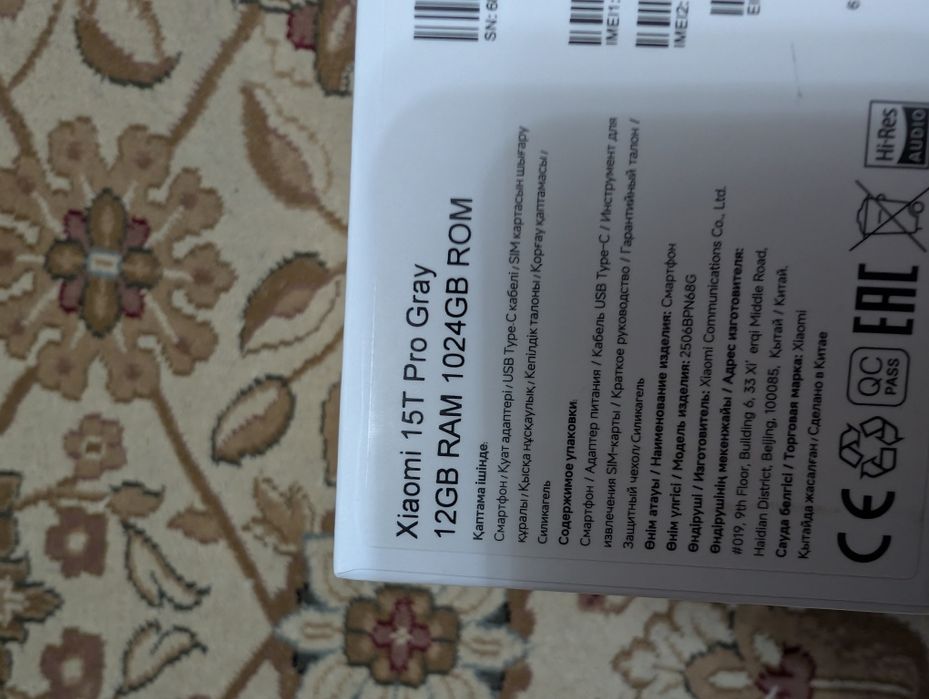 SN: 6
IMEI1:
IMEI2:
Xiaomi 15T Pro Gray
12GB RAM 1024GB ROM
Қаптама ішінде:
Смартфон / Қуат адаптері / USB Type-C кабелі / SIM картасын шығару
құралы / Қысқа нұсқаулық / Кепілдік талоны / Қорғау қаптамасы /
Силикагель
Содержимое упаковки:
Смартфон / Адаптер питания / Кабель USB Type-C / Инструмент для
извлечения SIM-карты / Краткое руководство / Гарантийный талон /
Защитный чехол/Силикагель
Өнім атауы / Наименование изделия: Смартфон
Өнім үлгісі / Модель изделия: 2506BPN68G
Өндіруші / Изготовитель: Xiaomi Communications Co., Ltd.
Өндірушінің мекенжайы / Адрес изготовителя:
#019, 9th Floor, Building 6, 33 Xi' erqi Middle Road,
Haidian District, Beijing, 100085, Қытай / Китай.
Сауда белгісі / Торговая марка: Xiaomi
Қытайда жасалған / Сделано в Китае
CE
QC
PASS
EAC
Hi-Res
AUDIO